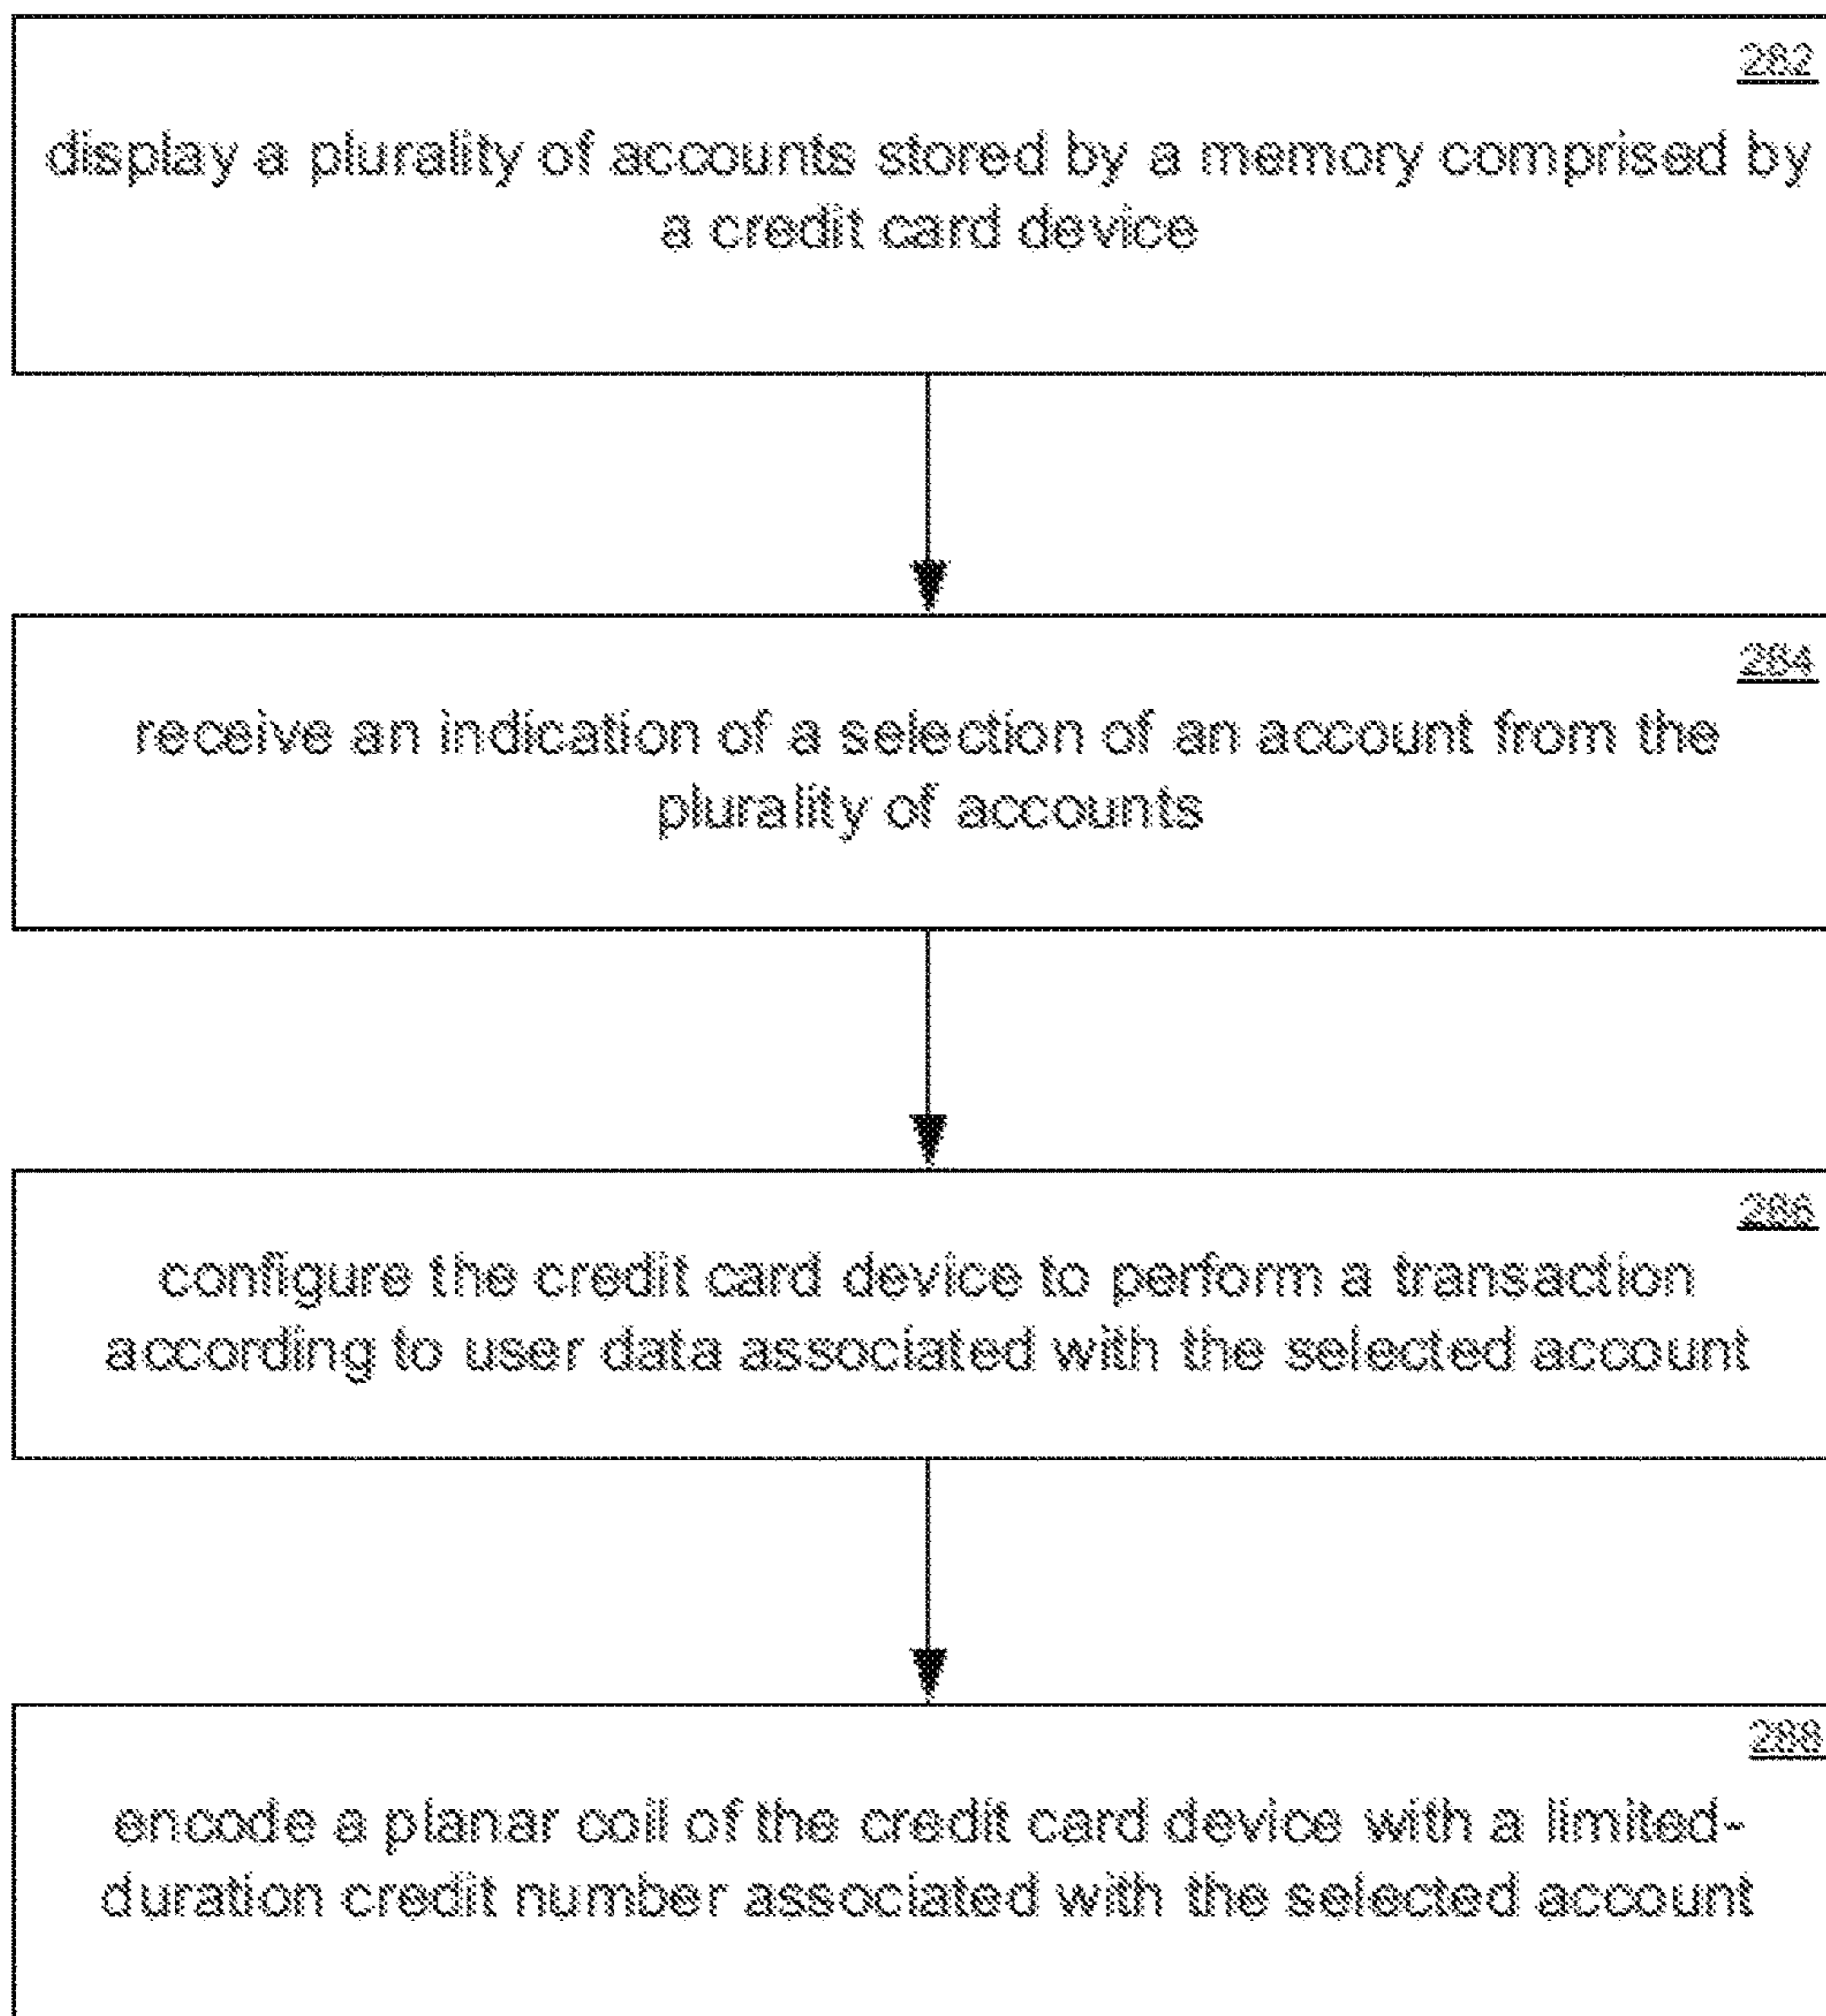 282
display a plurality of accounts stored by a memory comprised by
a credit card device
284
receive an indication of a selection of an account from the
plurality of accounts
286
configure the credit card device to perform a transaction
according to user data associated with the selected account
288
encode a planar coil of the credit card device with a limited-
duration credit number associated with the selected account